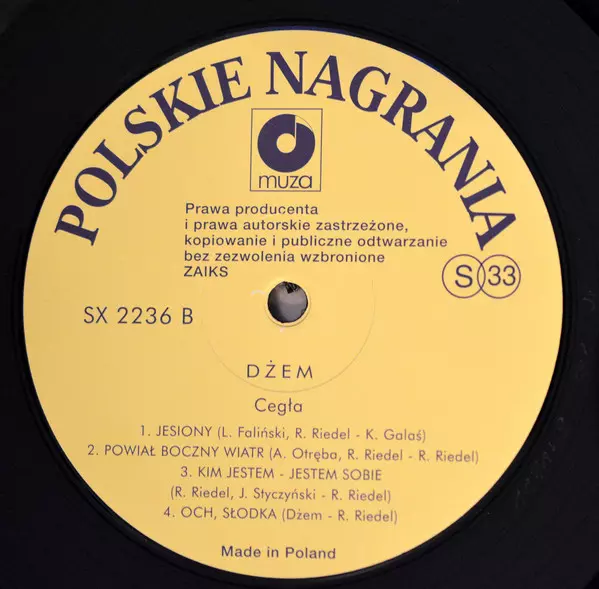 POLSKIE NAGRANIA
muza
Prawa producenta
i prawa autorskie zastrzeżone,
kopiowanie i publiczne odtwarzanie
bez zezwolenia wzbronione
ZAIKS
S 33
SX 2236 B
DŻEM
Cegła
1. JESIONY (L. Faliński, R. Riedel - K. Galaś)
2. POWIAŁ BOCZNY WIATR (A. Otręba, R. Riedel - R. Riedel)
3. KIM JESTEM - JESTEM SOBIE
(R. Riedel, J. Styczyński - R. Riedel)
4. OCH, SŁODKA (Dżem - R. Riedel)
Made in Poland